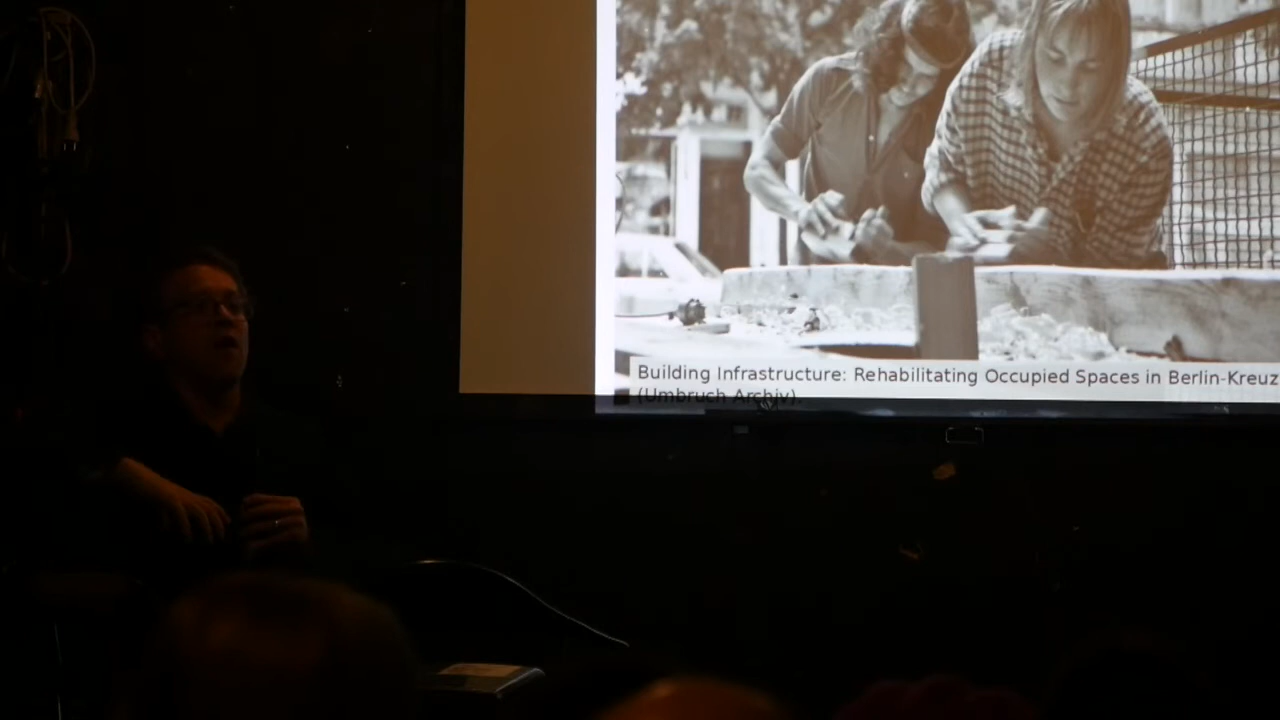 Building Infrastructure: Rehabilitating Occupied Spaces in Berlin-Kreuz
(Umbruch Archiv).